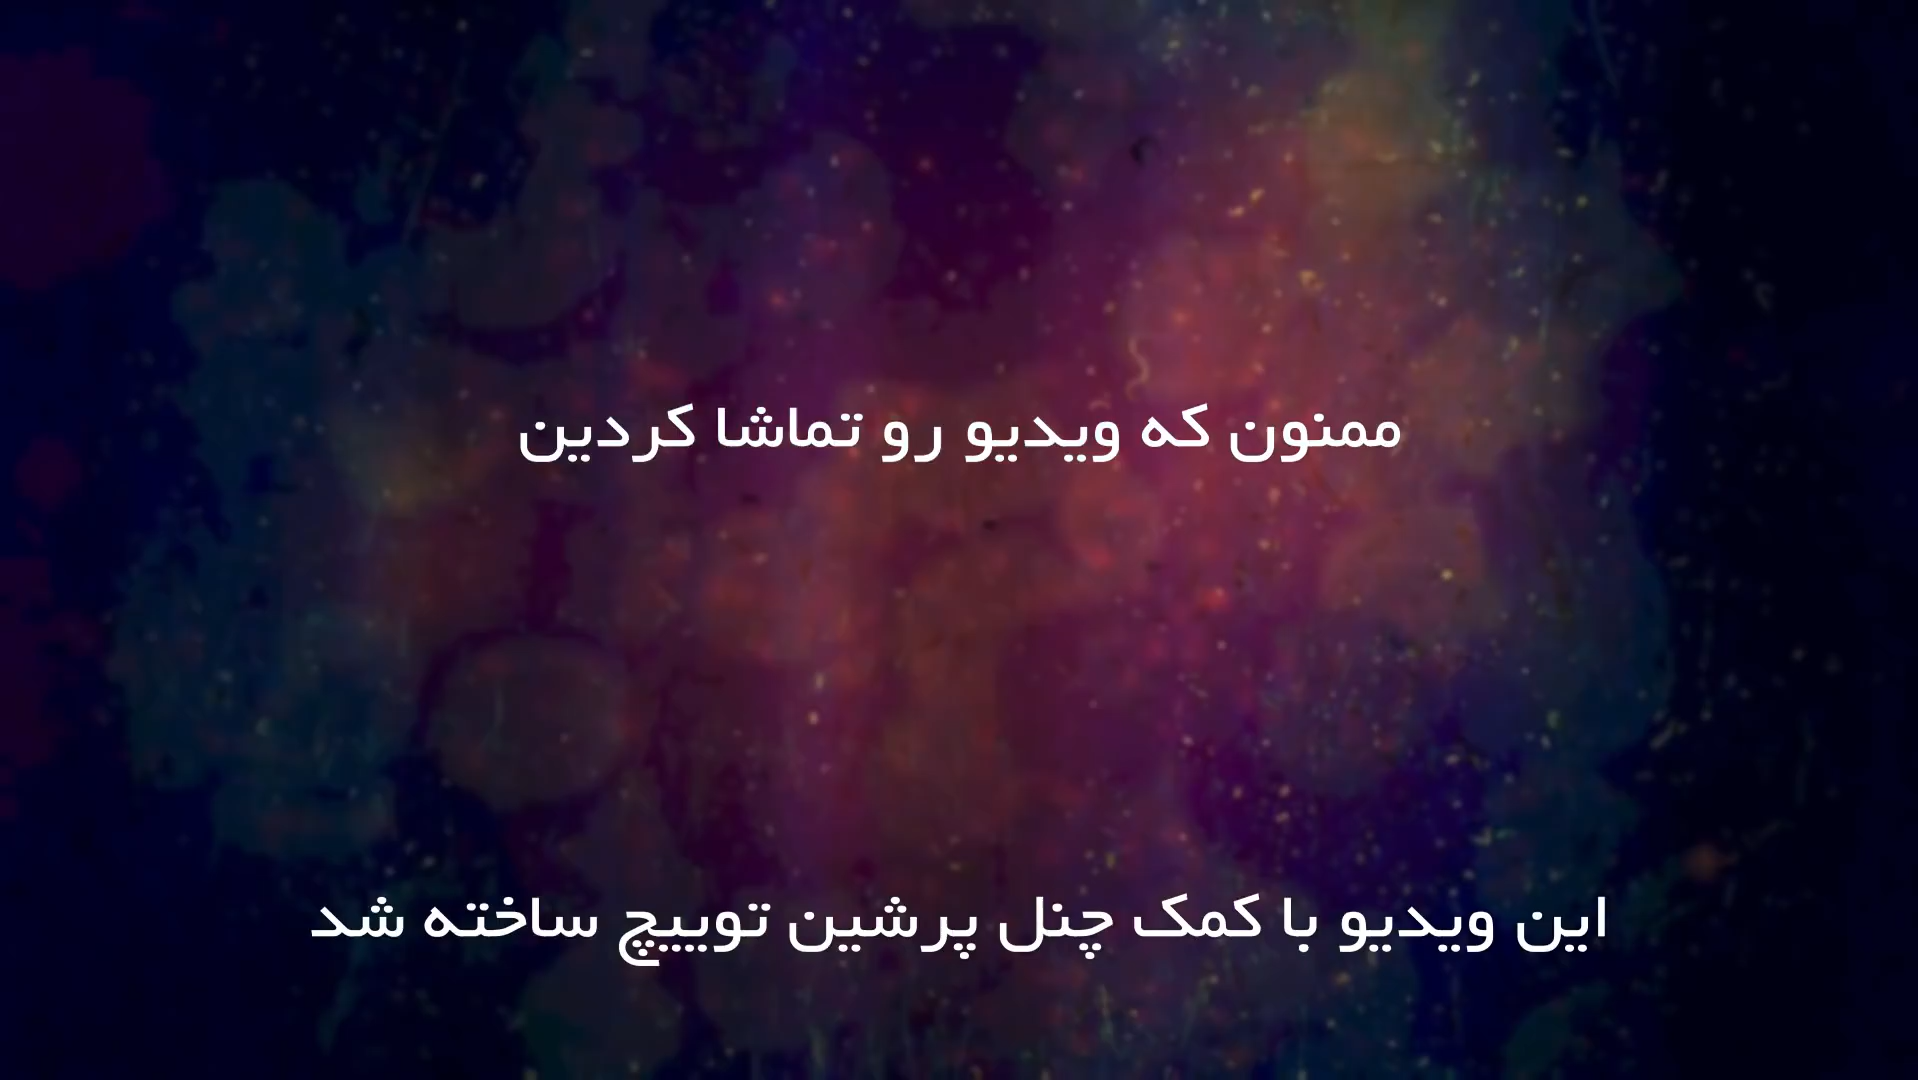 ممنون که ویدیو رو تماشا کردین
این ویدیو با کمک چنل پرشین توییچ ساخته شد